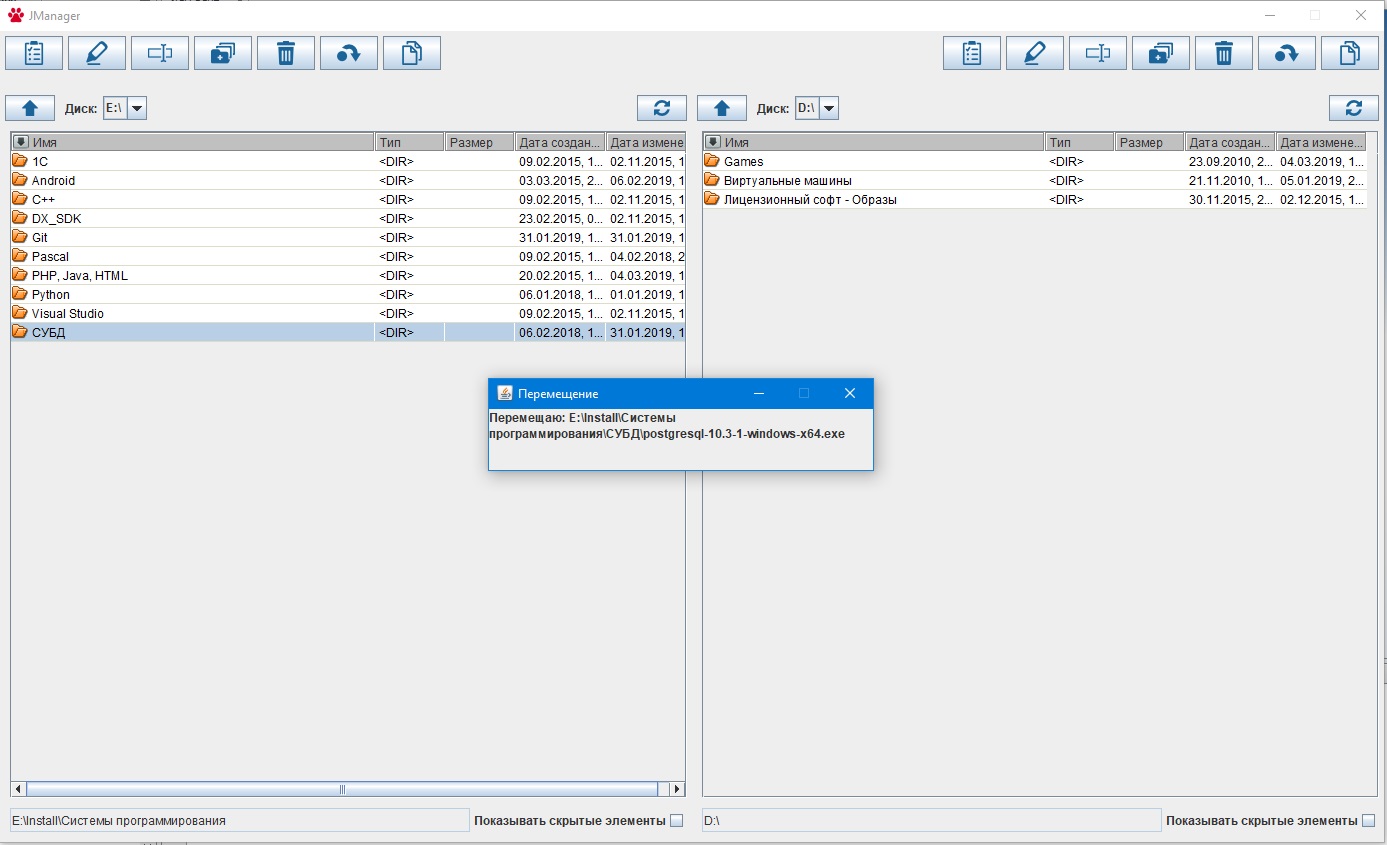 JManager
Диск: E:\
Диск: D:\
Имя Тип Размер Дата создан... Дата измене
1C <DIR> 09.02.2015, 1... 02.11.2015, 1
Android <DIR> 03.03.2015, 2... 06.02.2019, 1
C++ <DIR> 09.02.2015, 1... 02.11.2015, 1
DX_SDK <DIR> 23.02.2015, 0... 02.11.2015, 1
Git <DIR> 31.01.2019, 1... 31.01.2019, 1
Pascal <DIR> 09.02.2015, 1... 04.02.2018, 2
PHP, Java, HTML <DIR> 20.02.2015, 1... 04.03.2019, 1
Python <DIR> 06.01.2018, 1... 01.01.2019, 1
Visual Studio <DIR> 09.02.2015, 1... 02.11.2015, 1
СУБД <DIR> 06.02.2018, 1... 31.01.2019, 1
Имя Тип Размер Дата создан... Дата измене...
Games <DIR> 23.09.2010, 2... 04.03.2019, 1...
Виртуальные машины <DIR> 21.11.2010, 1... 05.01.2019, 2...
Лицензионный софт - Образы <DIR> 30.11.2015, 2... 02.12.2015, 1...
Перемещение
Перемещаю: E:\Install\Системы
программирования\СУБД\postgresql-10.3-1-windows-x64.exe
E:\Install\Системы программирования Показывать скрытые элементы
D:\ Показывать скрытые элементы